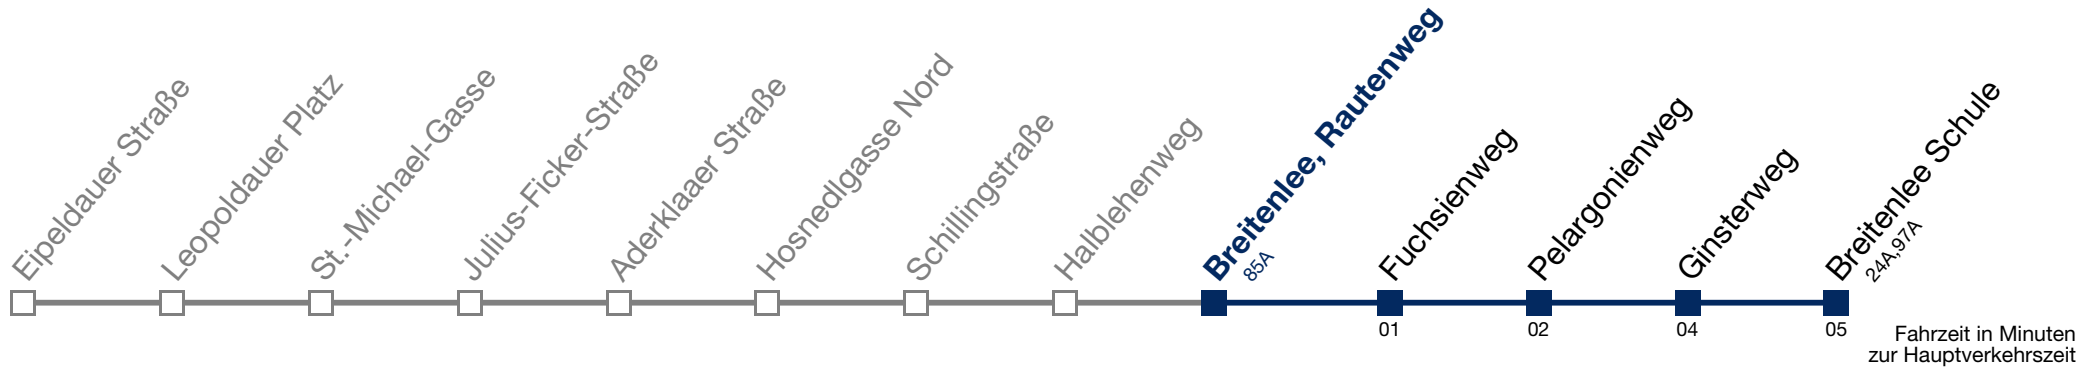 Eipeldauer Straße
Leopoldauer Platz
St.-Michael-Gasse
Julius-Ficker-Straße
Aderklaaer Straße
Hosnedlgasse Nord
Schillingstraße
Halblehenweg
Breitenlee, Rautenweg
85A
Fuchsienweg
Pelargonienweg
Ginsterweg
Breitenlee Schule
24A,97A
01
02
04
05
Fahrzeit in Minuten
zur Hauptverkehrszeit